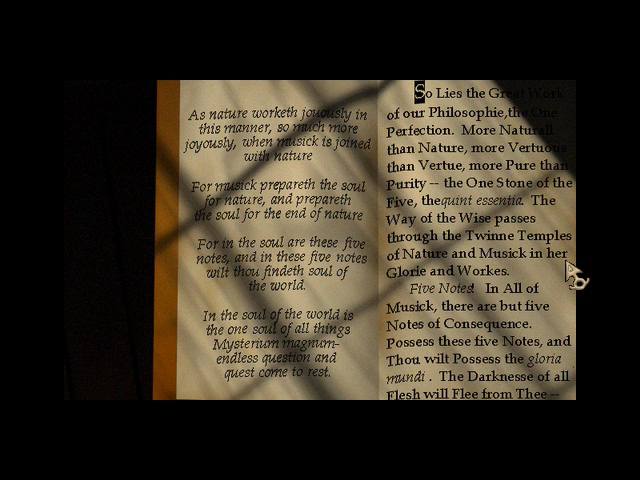 As nature worketh joyously in
this manner, so much more
joyously, when musick is joined
with nature
For musick prepareth the soul
for nature, and prepareth
the soul for the end of nature
For in the soul are these five
notes, and in these five notes
wilt thou findeth soul of
the world.
In the soul of the world is
the one soul of all things
Mysterium magnum-
endless question and
quest come to rest.
So Lies the Great Work
of our Philosophie,the One
Perfection. More Naturall
than Nature, more Vertuous
than Vertue, more Pure than
Purity -- the One Stone of the
Five, thequint essentia. The
Way of the Wise passes
through the Twinne Temples
of Nature and Musick in her
Glorie and Workes.
Five Notes! In All of
Musick, there are but five
Notes of Consequence.
Possess these five Notes, and
Thou wilt Possess the gloria
mundi . The Darknesse of all
Flesh will Flee from Thee --